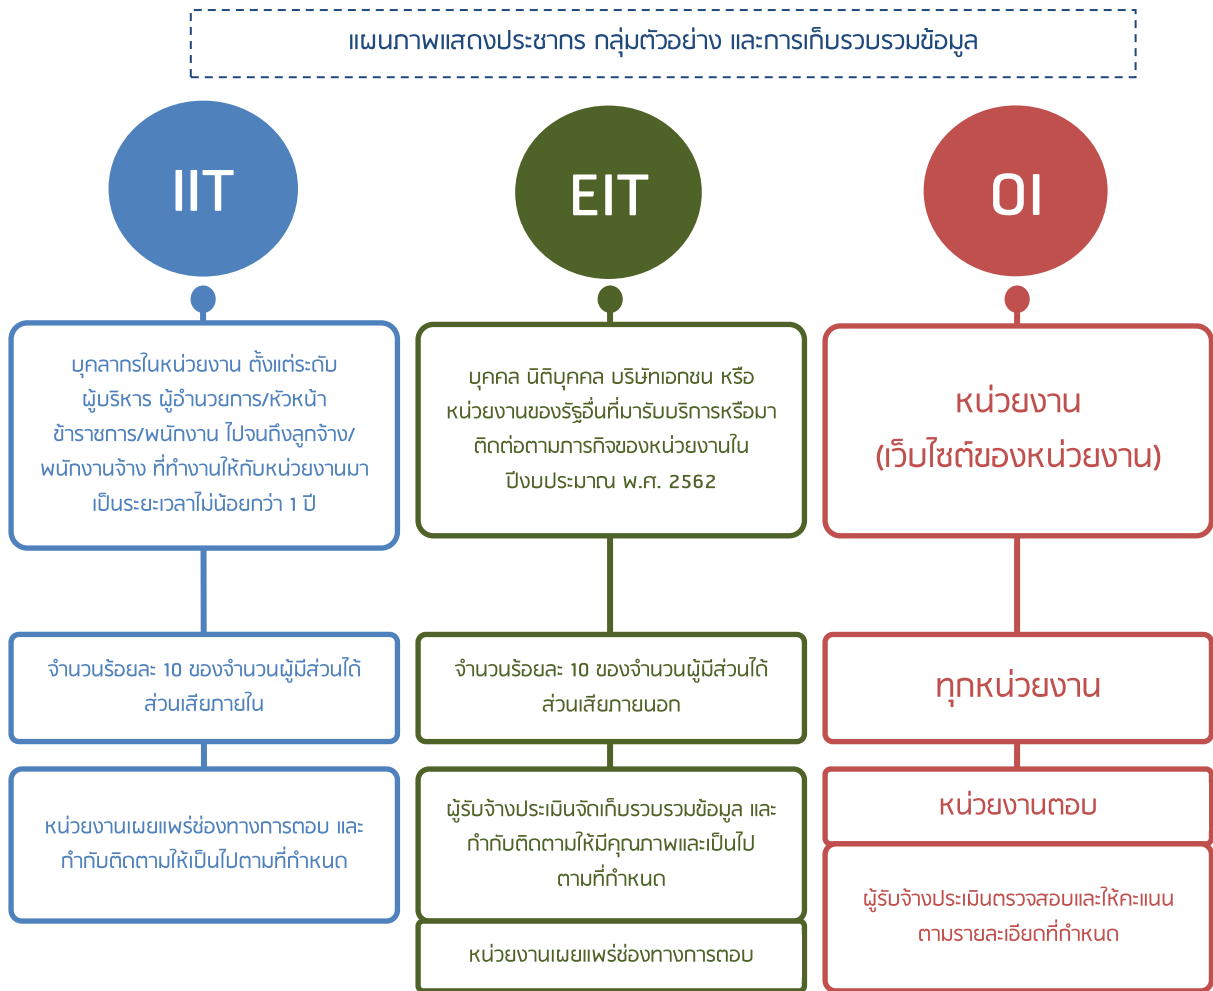 แผนภาพแสดงประชากร กลุ่มตัวอย่าง และการเก็บรวบรวมข้อมูล
IIT
บุคลากรในหน่วยงาน ตั้งแต่ระดับ
ผู้บริหาร ผู้อำนวยการ/หัวหน้า
ข้าราชการ/พนักงาน ไปจนถึงลูกจ้าง/
พนักงานจ้าง ที่ทำงานให้กับหน่วยงานมา
เป็นระยะเวลาไม่น้อยกว่า 1 ปี
จำนวนร้อยละ 10 ของจำนวนผู้มีส่วนได้
ส่วนเสียภายใน
หน่วยงานเผยแพร่ช่องทางการตอบ และ
กำกับติดตามให้เป็นไปตามที่กำหนด
EIT
บุคคล นิติบุคคล บริษัทเอกชน หรือ
หน่วยงานของรัฐอื่นที่มารับบริการหรือมา
ติดต่อตามภารกิจของหน่วยงานใน
ปีงบประมาณ พ.ศ. 2562
จำนวนร้อยละ 10 ของจำนวนผู้มีส่วนได้
ส่วนเสียภายนอก
ผู้รับจ้างประเมินจัดเก็บรวบรวมข้อมูล และ
กำกับติดตามให้มีคุณภาพและเป็นไป
ตามที่กำหนด
หน่วยงานเผยแพร่ช่องทางการตอบ
OI
หน่วยงาน
(เว็บไซต์ของหน่วยงาน)
ทุกหน่วยงาน
หน่วยงานตอบ
ผู้รับจ้างประเมินตรวจสอบและให้คะแนน
ตามรายละเอียดที่กำหนด